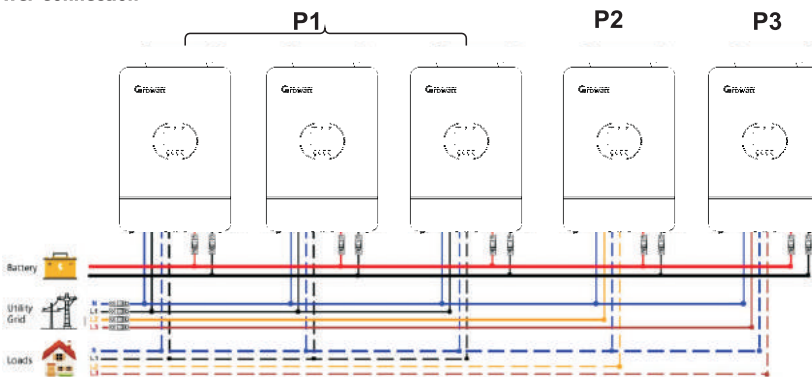 P1 P2 P3
Growatt Growatt Growatt Growatt Growatt
Battery
Utility
Grid
N
L1
L2
L3
Loads
N
L1
L2
L3